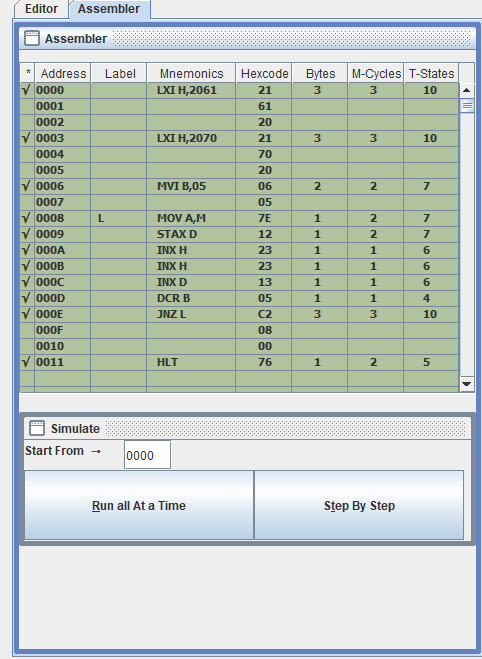 Editor Assembler
Assembler
* Address Label Mnemonics Hexcode Bytes M-Cycles T-States
√ 0000 LXI H,2061 21 3 3 10
0001 61
0002 20
√ 0003 LXI H,2070 21 3 3 10
0004 70
0005 20
√ 0006 MVI B,05 06 2 2 7
0007 05
√ 0008 L MOV A,M 7E 1 2 7
√ 0009 STAX D 12 1 2 7
√ 000A INX H 23 1 1 6
√ 000B INX H 23 1 1 6
√ 000C INX D 13 1 1 6
√ 000D DCR B 05 1 1 4
√ 000E JNZ L C2 3 3 10
000F 08
0010 00
√ 0011 HLT 76 1 2 5
Simulate
Start From → 0000
Run all At a Time Step By Step